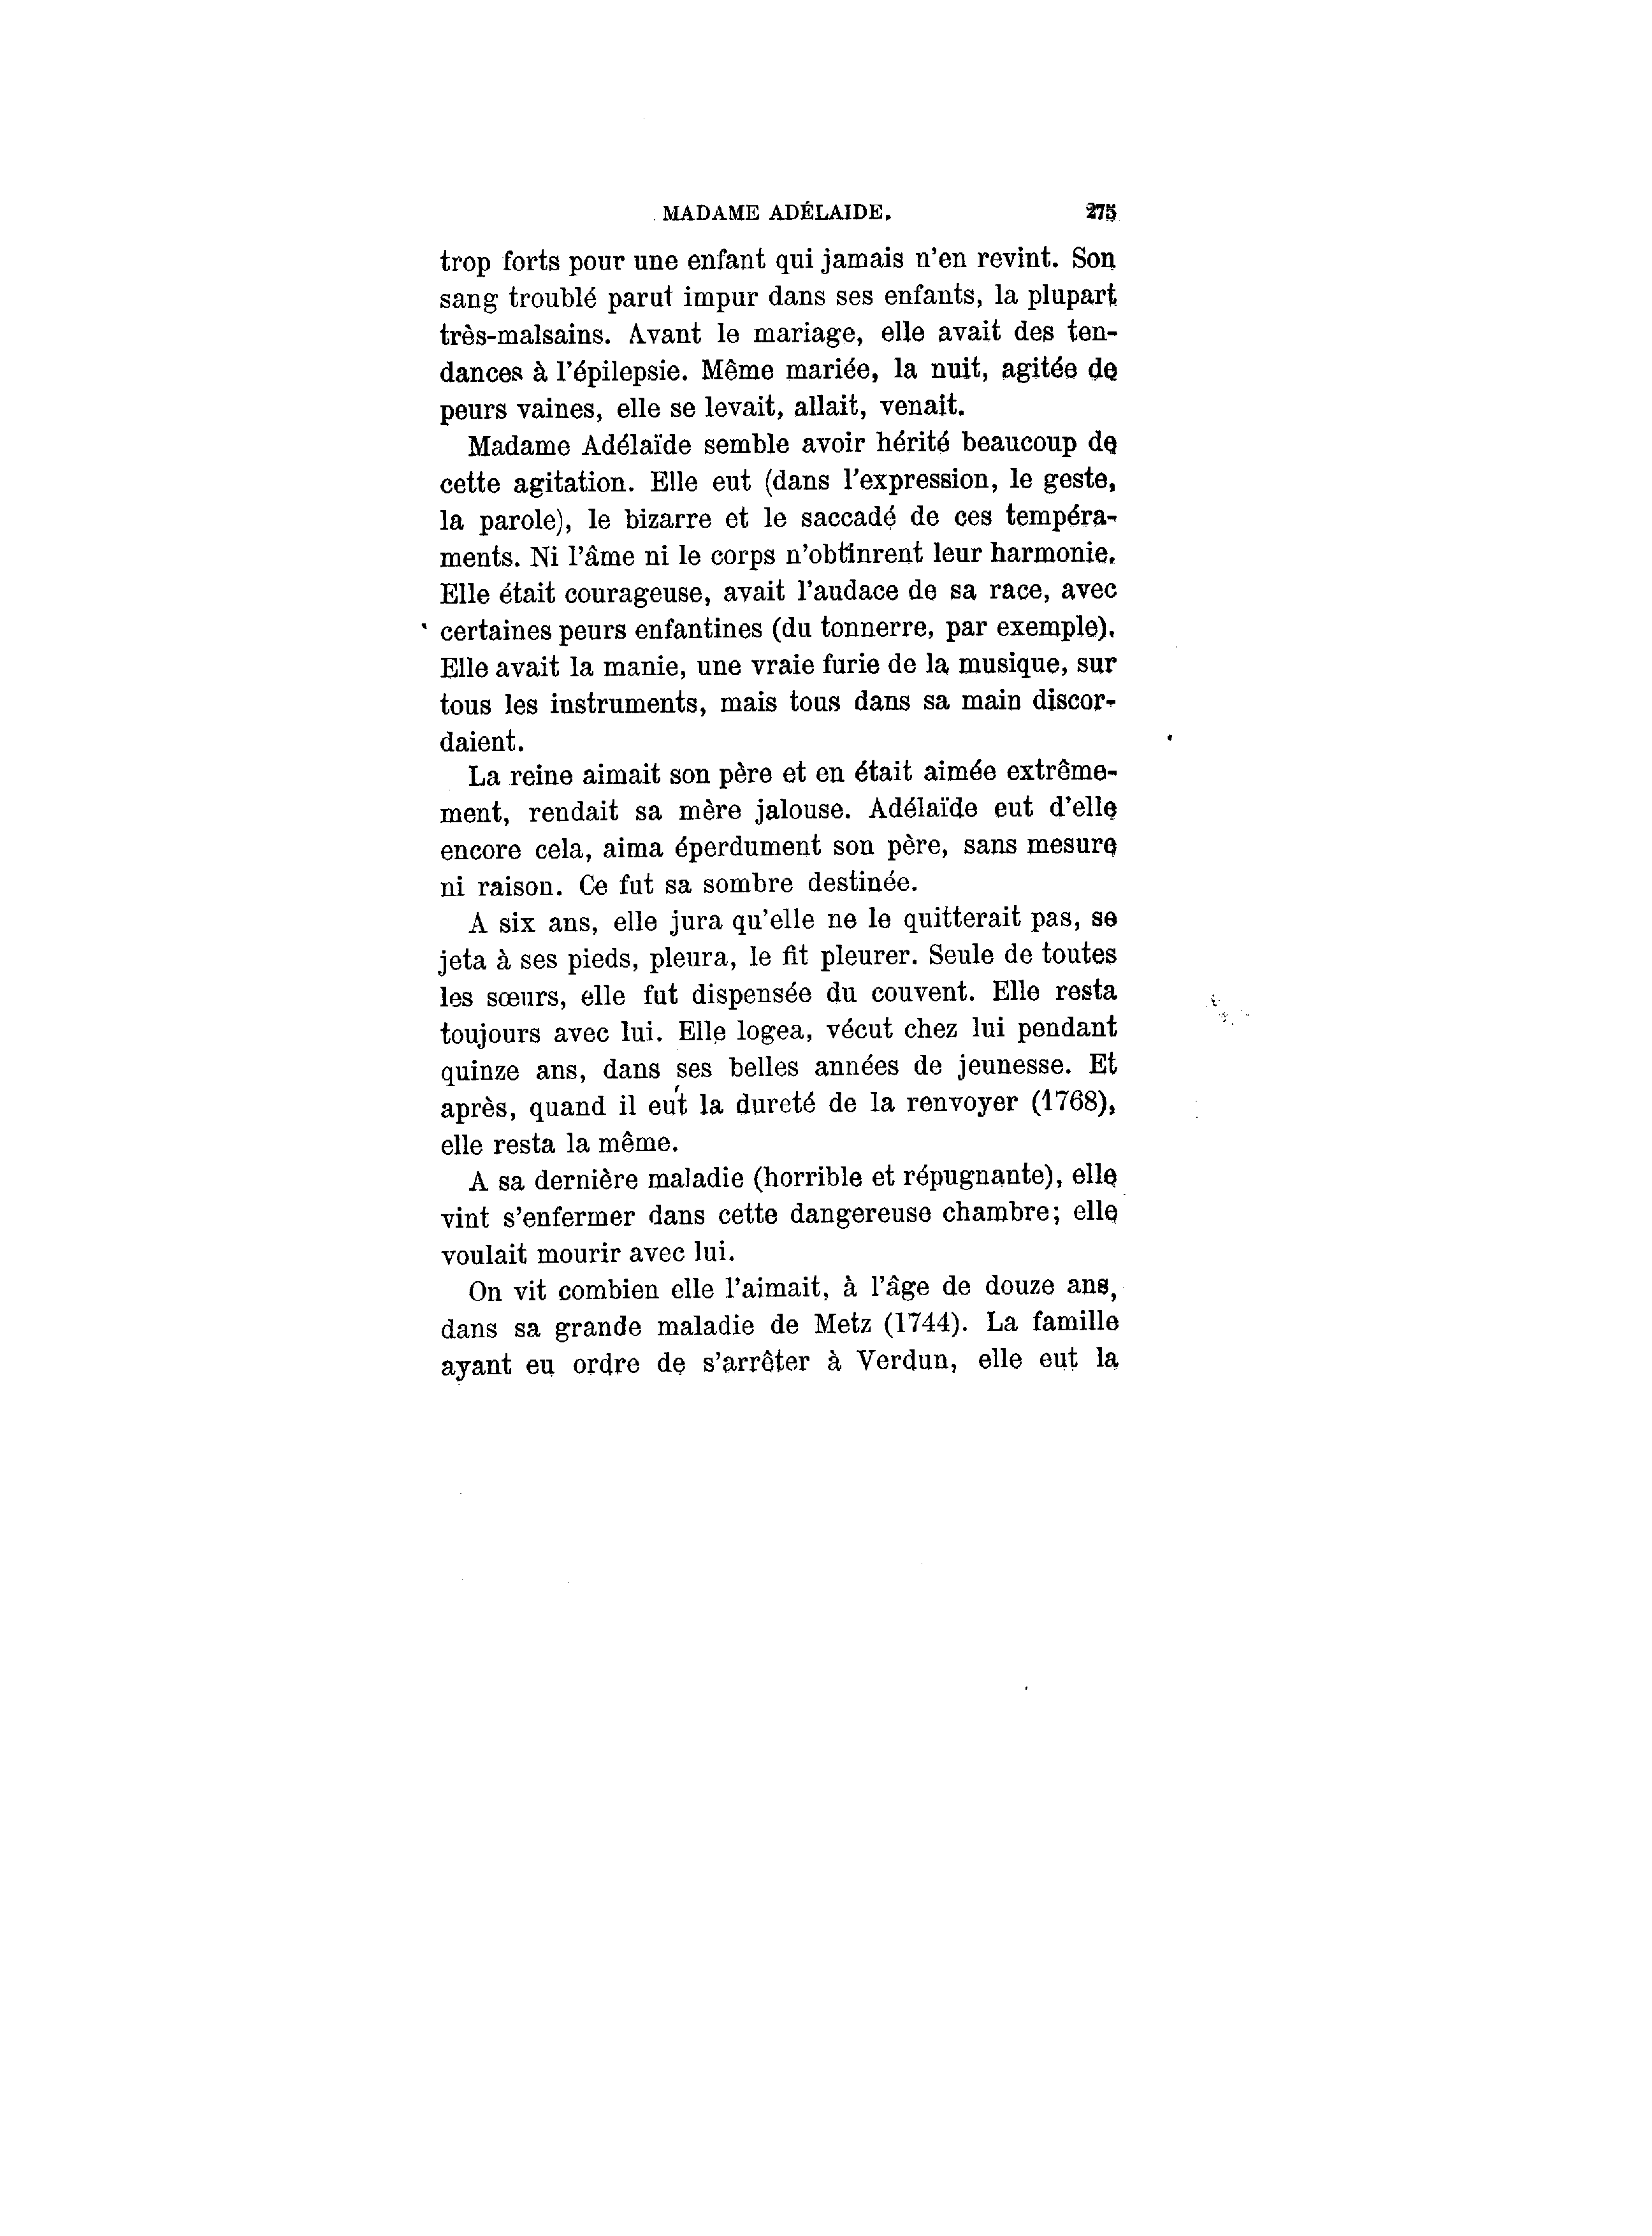 MADAME ADÉLAIDE. 275
trop forts pour une enfant qui jamais n'en revint. Son
sang troublé parut impur dans ses enfants, la plupart
très-malsains. Avant le mariage, elle avait des ten-
dances à l'épilepsie. Même mariée, la nuit, agitée de
peurs vaines, elle se levait, allait, venait.
Madame Adélaïde semble avoir hérité beaucoup de
cette agitation. Elle eut (dans l'expression, le geste,
la parole), le bizarre et le saccadé de ces tempéra-
ments. Ni l'âme ni le corps n'obtinrent leur harmonie.
Elle était courageuse, avait l'audace de sa race, avec
certaines peurs enfantines (du tonnerre, par exemple).
Elle avait la manie, une vraie furie de la musique, sur
tous les instruments, mais tous dans sa main discor-
daient.
La reine aimait son père et en était aimée extrême-
ment, rendait sa mère jalouse. Adélaïde eut d'elle
encore cela, aima éperdument son père, sans mesure
ni raison. Ce fut sa sombre destinée.
A six ans, elle jura qu'elle ne le quitterait pas, se
jeta à ses pieds, pleura, le fit pleurer. Seule de toutes
les sœurs, elle fut dispensée du couvent. Elle resta
toujours avec lui. Elle logea, vécut chez lui pendant
quinze ans, dans ses belles années de jeunesse. Et
après, quand il eut la dureté de la renvoyer (1768),
elle resta la même.
A sa dernière maladie (horrible et répugnante), elle
vint s'enfermer dans cette dangereuse chambre; elle
voulait mourir avec lui.
On vit combien elle l'aimait, à l'âge de douze ans,
dans sa grande maladie de Metz (1744). La famille
ayant eu ordre de s'arrêter à Verdun, elle eut la